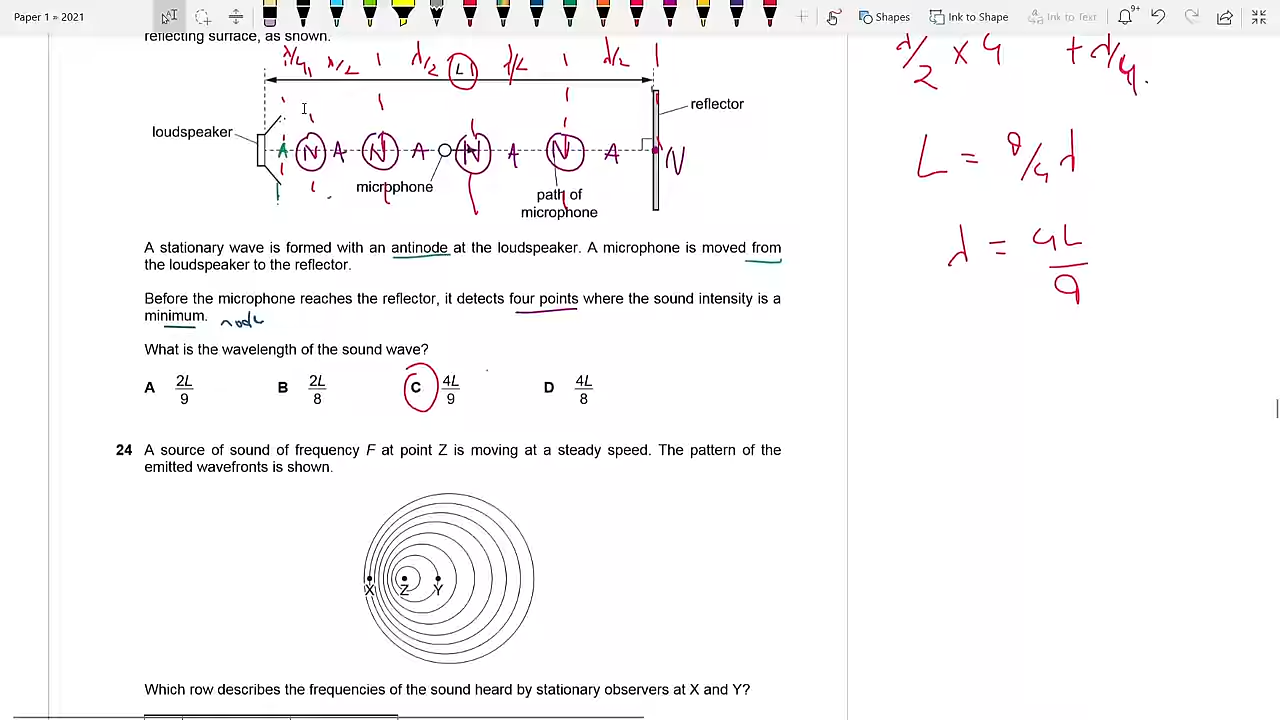 Paper 1 » 2021
Shapes
Ink to Shape
Ink to Text
9+
reflecting surface, as shown.
λ/4 λ/2 λ/2 L1 λ/2 λ/2
loudspeaker
reflector
A N A N A N A N A N
microphone
path of
microphone
A stationary wave is formed with an antinode at the loudspeaker. A microphone is moved from
the loudspeaker to the reflector.
Before the microphone reaches the reflector, it detects four points where the sound intensity is a
minimum. node
What is the wavelength of the sound wave?
A 2L/9 B 2L/8 C 4L/9 D 4L/8
24 A source of sound of frequency F at point Z is moving at a steady speed. The pattern of the
emitted wavefronts is shown.
X Z Y
Which row describes the frequencies of the sound heard by stationary observers at X and Y?
λ/2 x 4 + λ/4.
L = 9/4 λ
λ = 4L/9